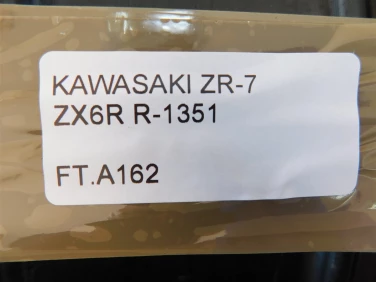 KAWASAKI ZR-7
ZX6R R-1351
FT.A162